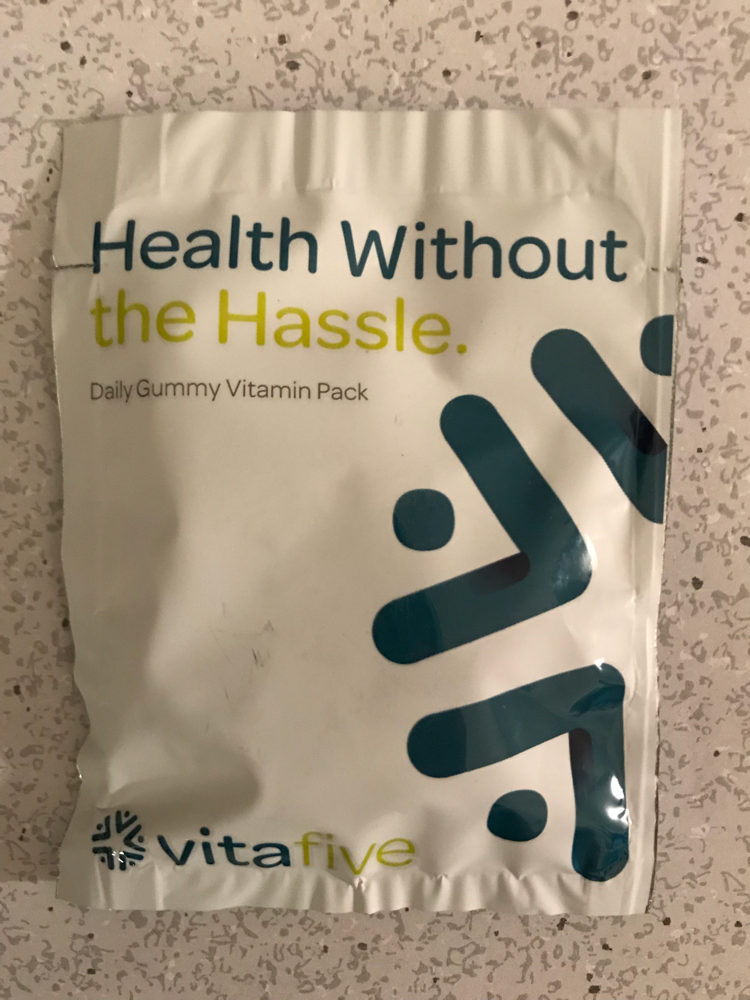 Health Without
the Hassle.
Daily Gummy Vitamin Pack
vitafive